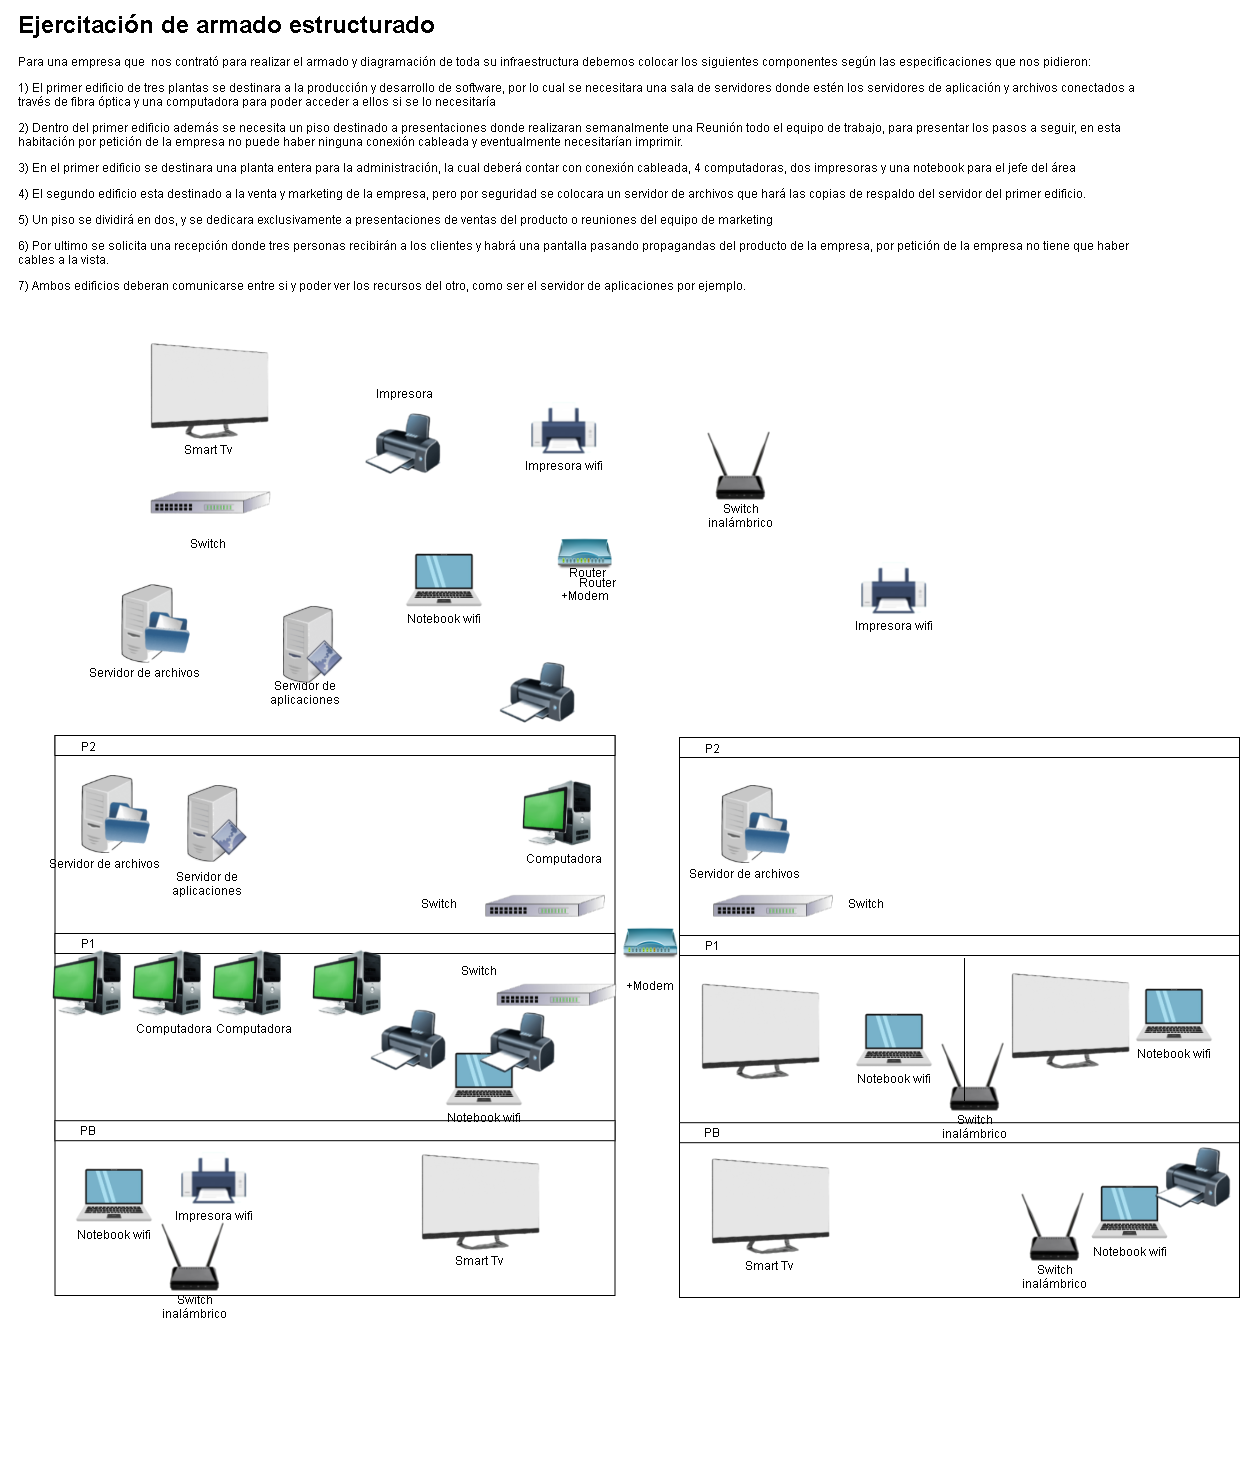 Ejercitación de armado estructurado
Para una empresa que  nos contrató para realizar el armado y diagramación de toda su infraestructura debemos colocar los siguientes componentes según las especificaciones que nos pidieron:
1) El primer edificio de tres plantas se destinara a la producción y desarrollo de software, por lo cual se necesitara una sala de servidores donde estén los servidores de aplicación y archivos conectados a
través de fibra óptica y una computadora para poder acceder a ellos si se lo necesitaría
2) Dentro del primer edificio además se necesita un piso destinado a presentaciones donde realizaran semanalmente una Reunión todo el equipo de trabajo, para presentar los pasos a seguir, en esta
habitación por petición de la empresa no puede haber ninguna conexión cableada y eventualmente necesitarían imprimir.
3) En el primer edificio se destinara una planta entera para la administración, la cual deberá contar con conexión cableada, 4 computadoras, dos impresoras y una notebook para el jefe del área
4) El segundo edificio esta destinado a la venta y marketing de la empresa, pero por seguridad se colocara un servidor de archivos que hará las copias de respaldo del servidor del primer edificio.
5) Un piso se dividirá en dos, y se dedicara exclusivamente a presentaciones de ventas del producto o reuniones del equipo de marketing
6) Por ultimo se solicita una recepción donde tres personas recibirán a los clientes y habrá una pantalla pasando propagandas del producto de la empresa, por petición de la empresa no tiene que haber
cables a la vista.
7) Ambos edificios deberan comunicarse entre si y poder ver los recursos del otro, como ser el servidor de aplicaciones por ejemplo.
Impresora
Smart Tv
Impresora wifi
Switch
inalámbrico
Switch
Router
Router
+Modem
Notebook wifi
Impresora wifi
Servidor de archivos
Servidor de
aplicaciones
P2
Servidor de archivos
Servidor de
aplicaciones
Computadora
Switch
P1
Switch
Computadora
Computadora
Notebook wifi
PB
Notebook wifi
Impresora wifi
Smart Tv
Switch
inalámbrico
+Modem
P2
Servidor de archivos
Switch
P1
Notebook wifi
Notebook wifi
Switch
inalámbrico
PB
Smart Tv
Notebook wifi
Switch
inalámbrico